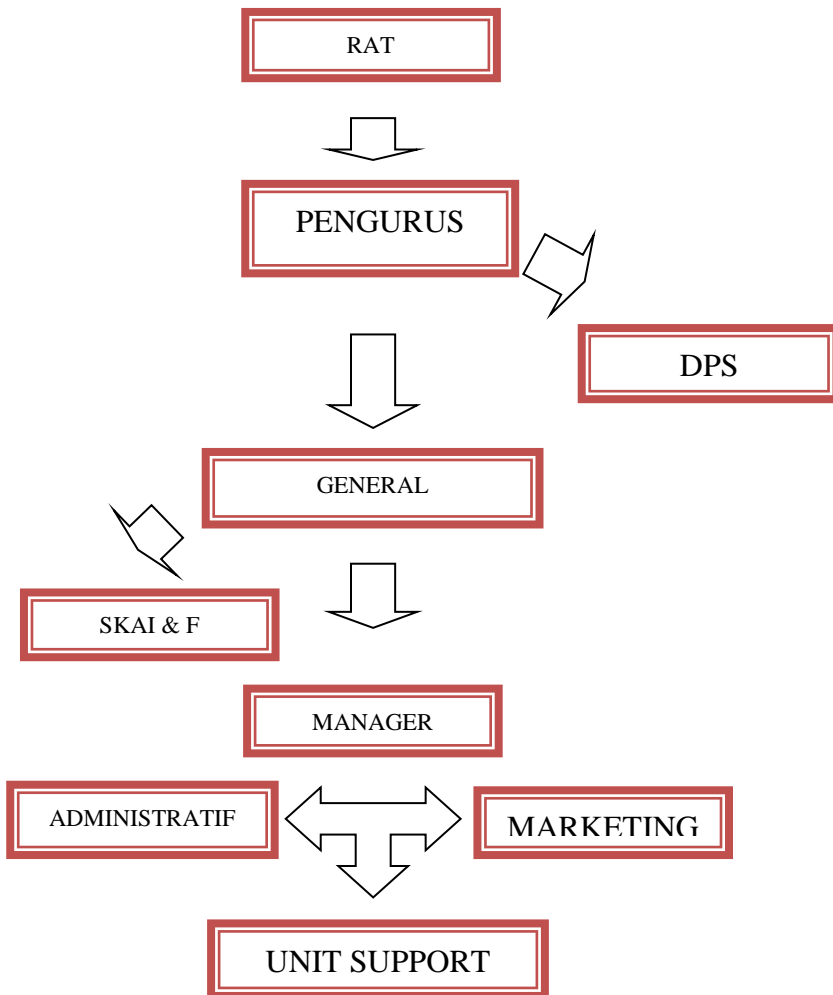 RAT
PENGURUS
DPS
GENERAL
SKAI & F
MANAGER
ADMINISTRATIF
MARKETING
UNIT SUPPORT